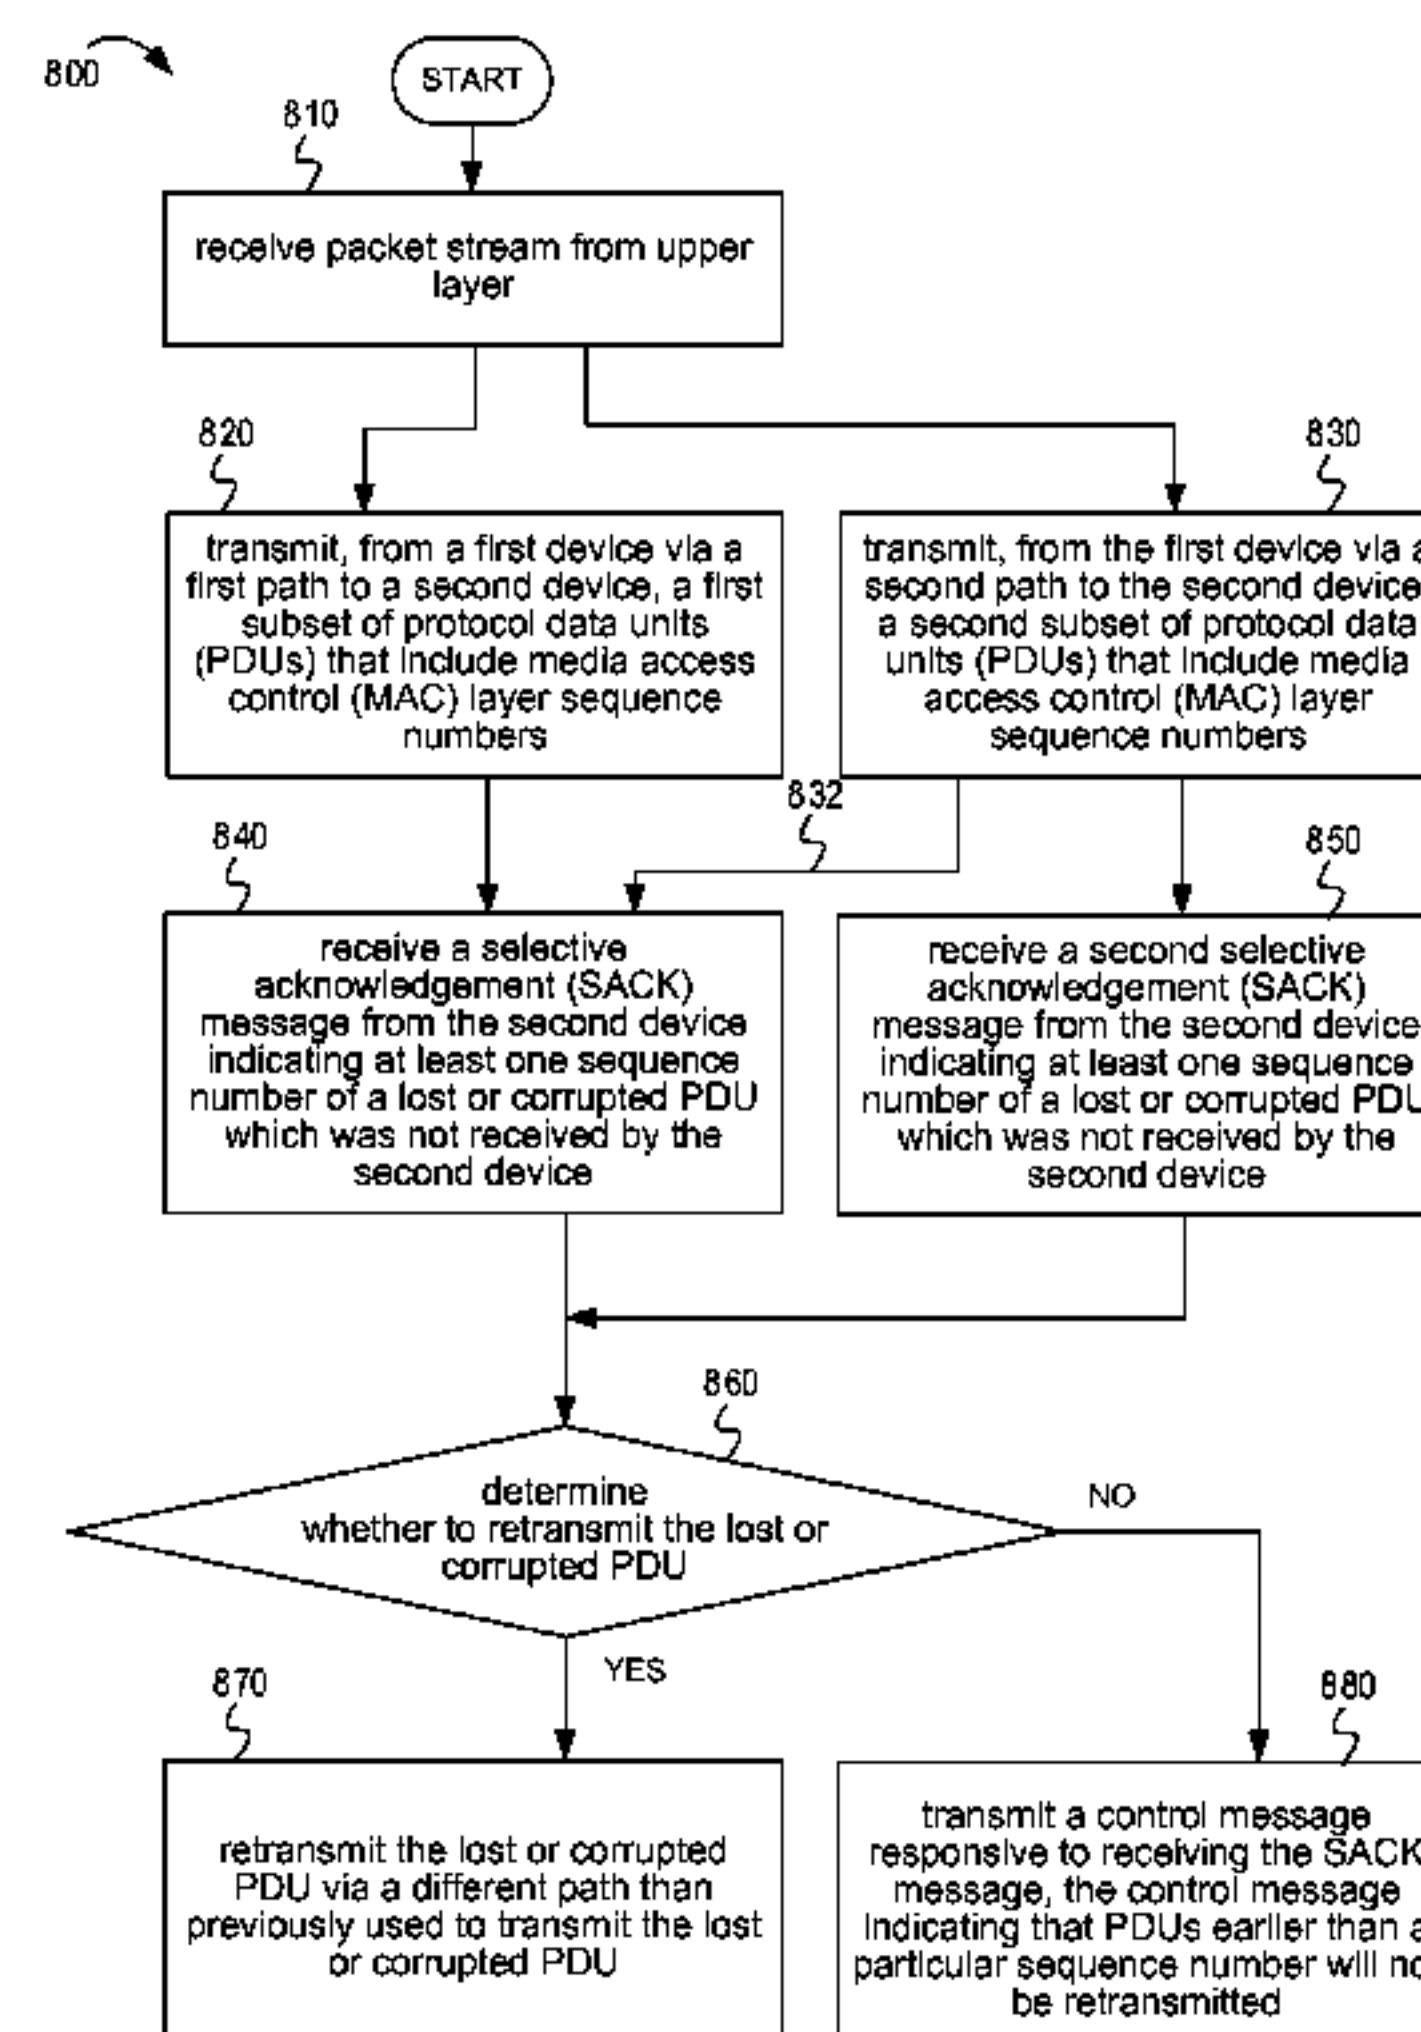 800
START
810
receive packet stream from upper
layer
820
transmit, from a first device via a
first path to a second device, a first
subset of protocol data units
(PDUs) that include media access
control (MAC) layer sequence
numbers
830
transmit, from the first device via a
second path to the second device
a second subset of protocol data
units (PDUs) that include media
access control (MAC) layer
sequence numbers
832
840
receive a selective
acknowledgement (SACK)
message from the second device
indicating at least one sequence
number of a lost or corrupted PDU
which was not received by the
second device
850
receive a second selective
acknowledgement (SACK)
message from the second device
indicating at least one sequence
number of a lost or corrupted PDU
which was not received by the
second device
860
determine
whether to retransmit the lost or
corrupted PDU
NO
YES
870
retransmit the lost or corrupted
PDU via a different path than
previously used to transmit the lost
or corrupted PDU
880
transmit a control message
responsive to receiving the SACK
message, the control message
indicating that PDUs earlier than a
particular sequence number will no
be retransmitted